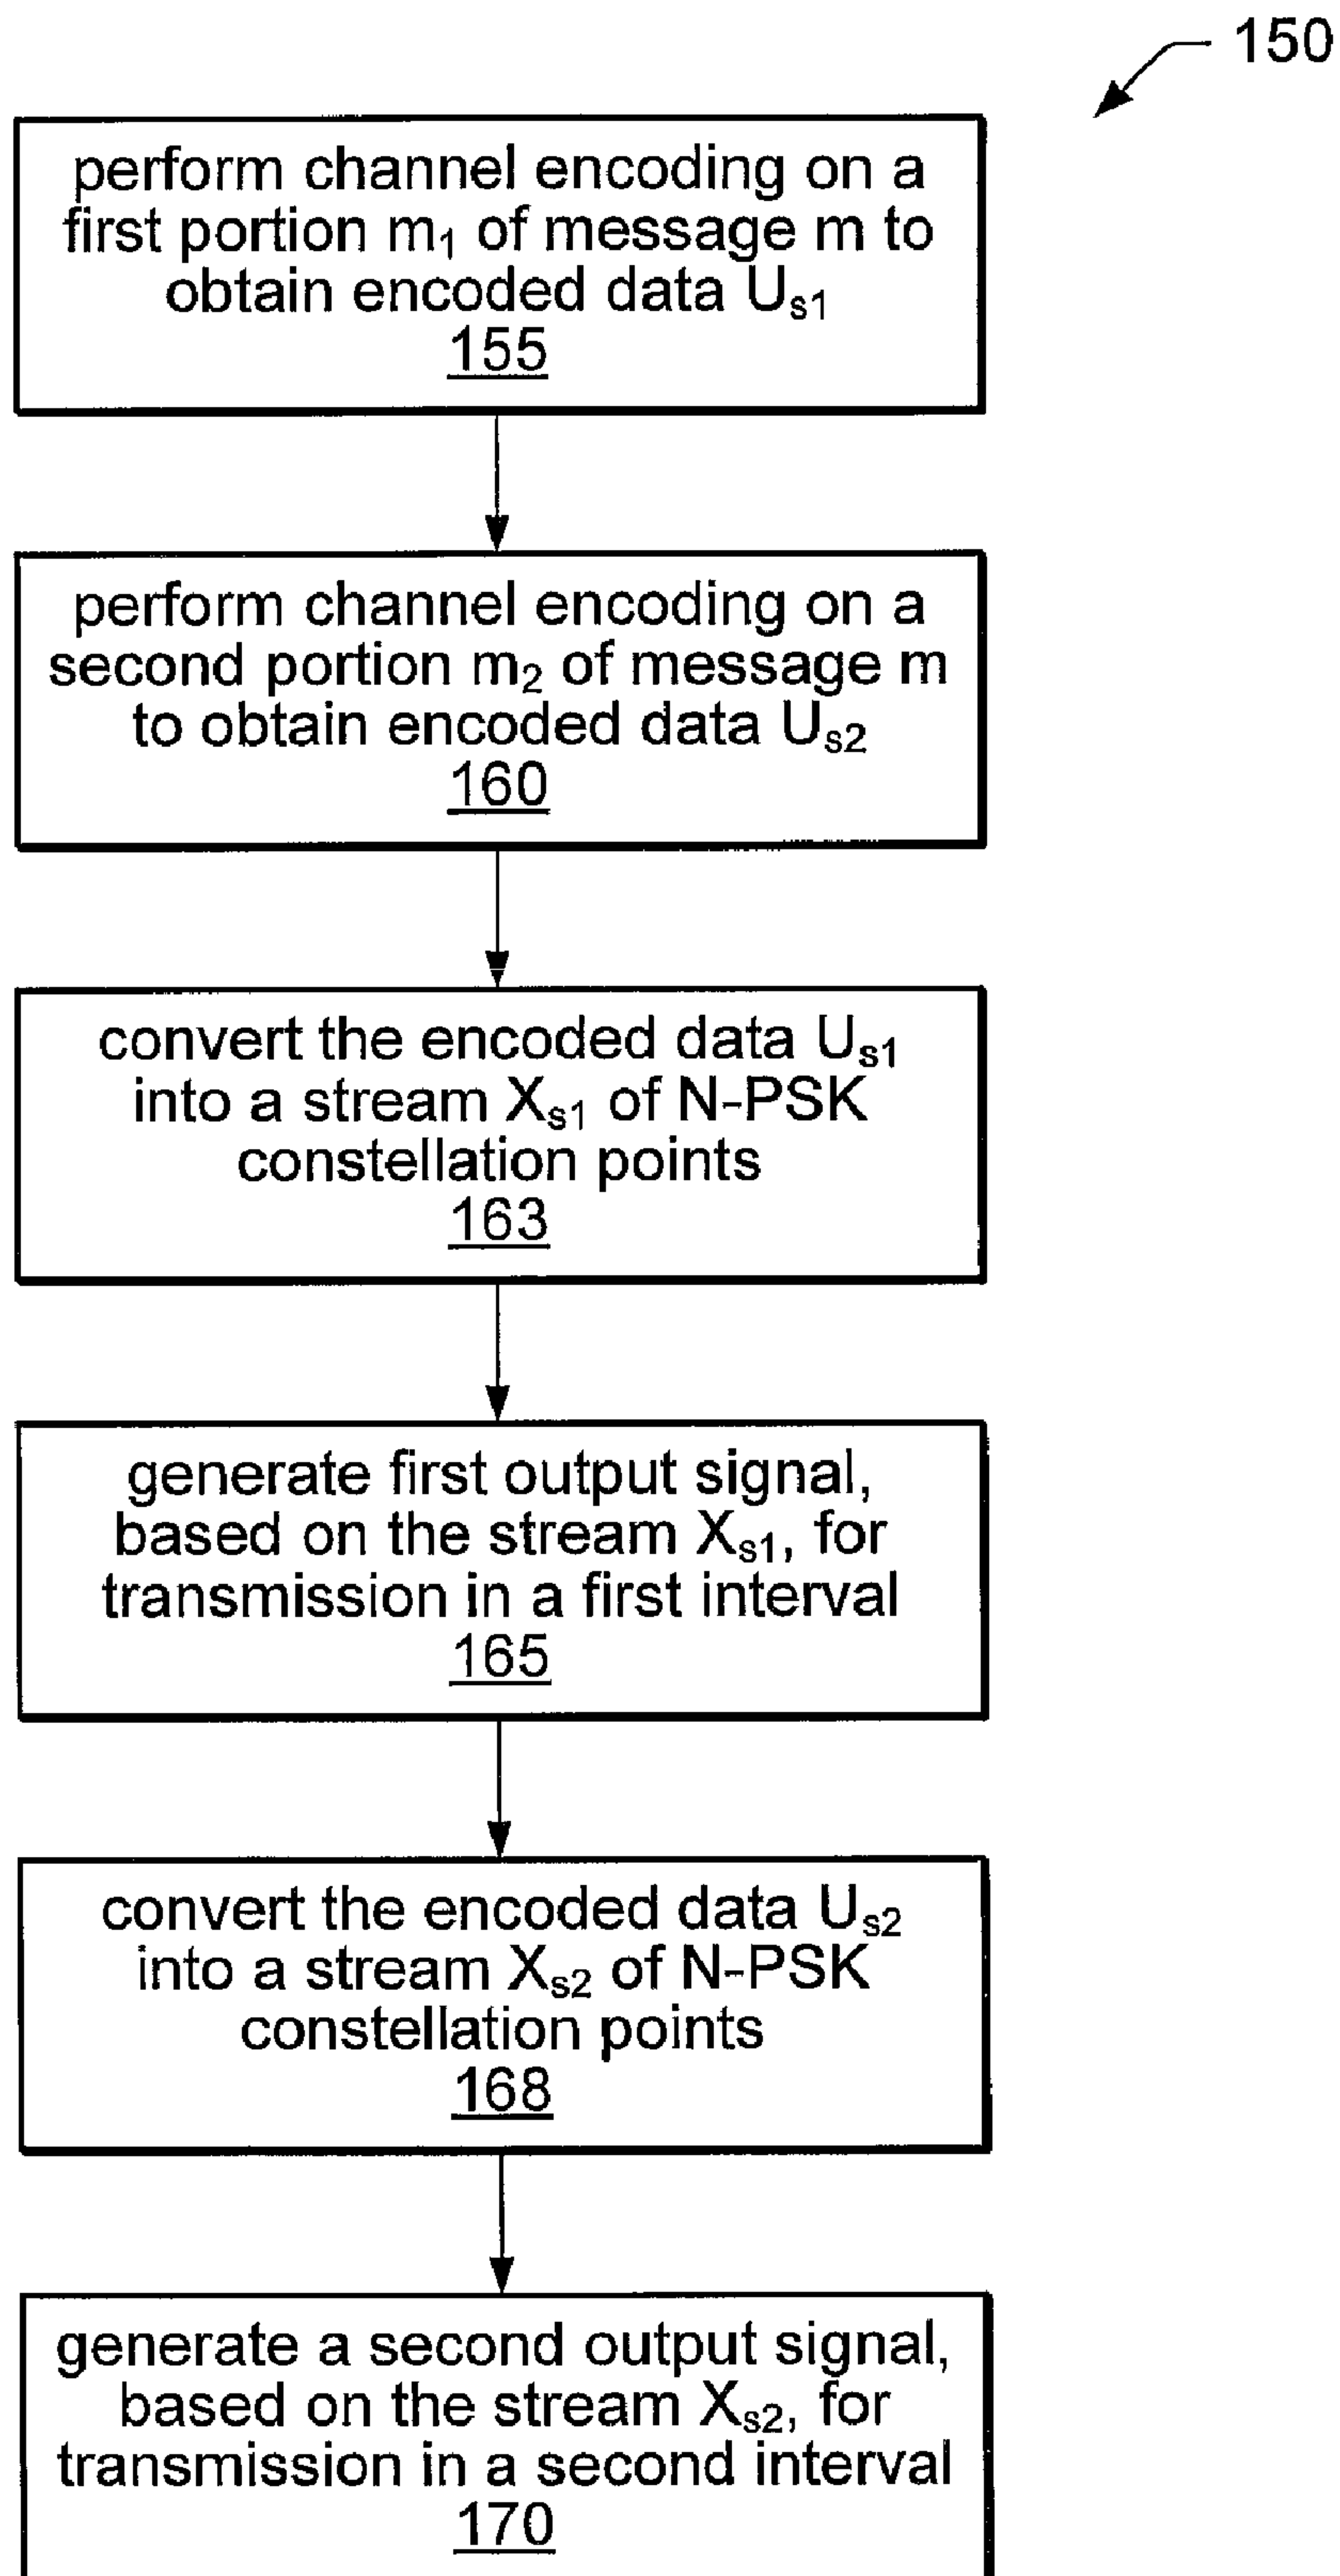 150
perform channel encoding on a
first portion m₁ of message m to
obtain encoded data Uₛ₁
155
perform channel encoding on a
second portion m₂ of message m
to obtain encoded data Uₛ₂
160
convert the encoded data Uₛ₁
into a stream Xₛ₁ of N-PSK
constellation points
163
generate first output signal,
based on the stream Xₛ₁, for
transmission in a first interval
165
convert the encoded data Uₛ₂
into a stream Xₛ₂ of N-PSK
constellation points
168
generate a second output signal,
based on the stream Xₛ₂, for
transmission in a second interval
170